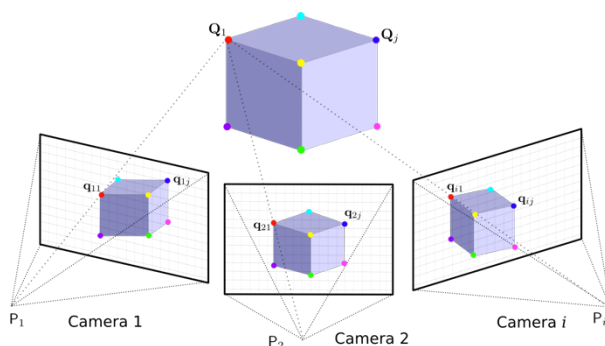 Q₁ Qⱼ
q₁₁ q₁ⱼ
q₂₁ q₂ⱼ
qᵢ₁ qᵢⱼ
P₁ Camera 1
P₂ Camera 2
Camera i